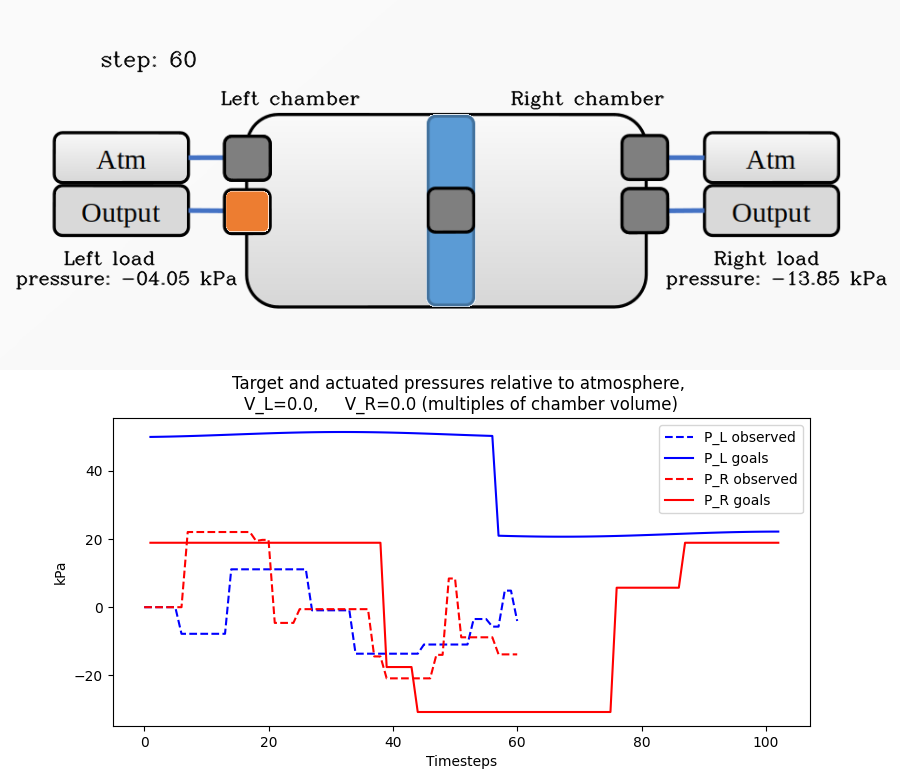 step: 60
Left chamber
Right chamber
Atm
Atm
Output
Output
Left load
pressure: −04.05 kPa
Right load
pressure: −13.85 kPa
Target and actuated pressures relative to atmosphere,
V_L=0.0, V_R=0.0 (multiples of chamber volume)
P_L observed
P_L goals
P_R observed
P_R goals
kPa
40
20
0
−20
0 20 40 60 80 100
Timesteps